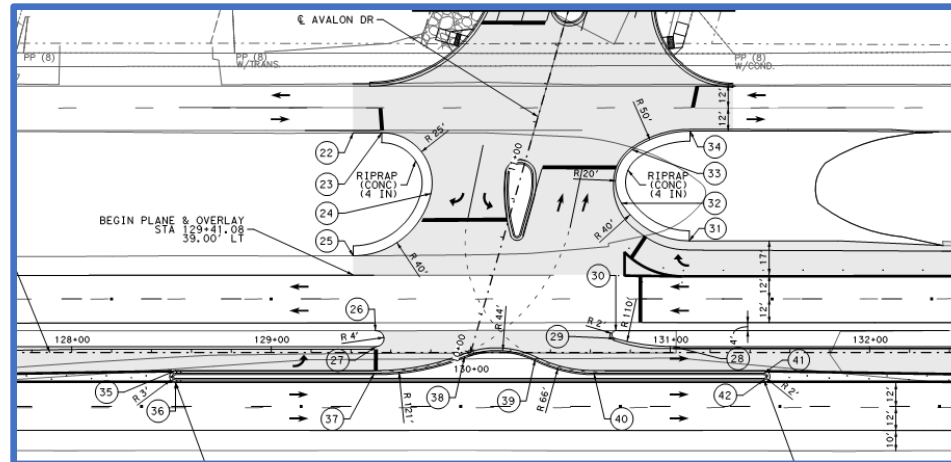 ℄ AVALON DR
PP (8)
PP (8)
W/TRANS.
PP (8)
W/COND.
12'
12'
22
R 25'
R 50'
34
23
+00
33
RIPRAP
(CONC)
(4 IN)
R 20'
RIPRAP
(CONC)
(4 IN)
24
32
BEGIN PLANE & OVERLAY
STA 129+41.08
39.00' LT
25
R 40'
R 40'
31
17'
30
12'
12'
26
R 4'
R 44'
R 2'
R 110'
29
4'
128+00
129+00
131+00
132+00
27
0+00
28
41
130+00
35
R 3'
36
37
R 121'
38
39
R 66'
40
42
R 2'
12'
12'
10'